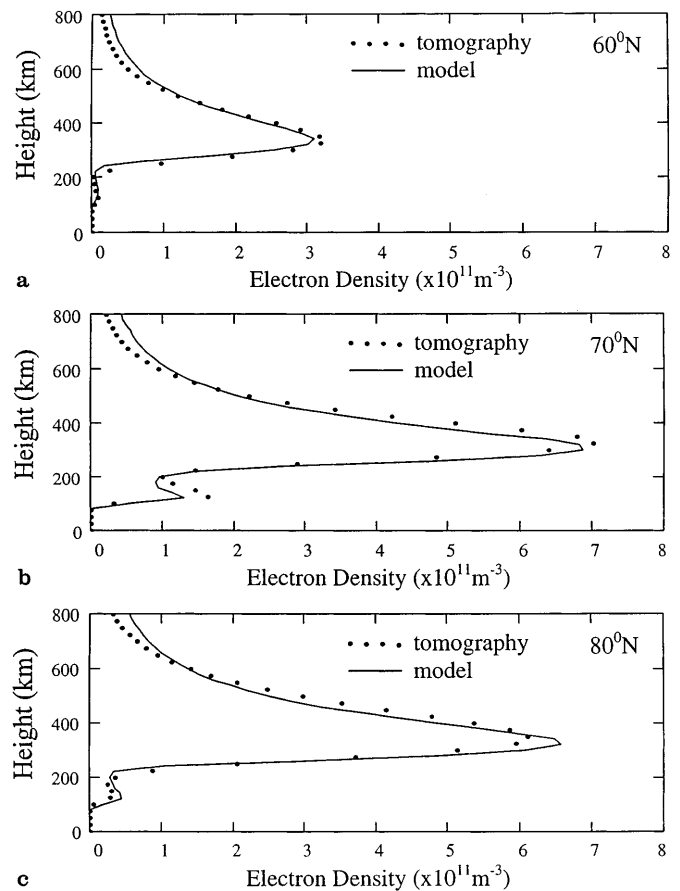 800
600
400
200
0
Height (km)
tomography
model
60⁰N
0 1 2 3 4 5 6 7 8
a
Electron Density (x10¹¹m⁻³)
800
600
400
200
0
Height (km)
tomography
model
70⁰N
0 1 2 3 4 5 6 7 8
b
Electron Density (x10¹¹m⁻³)
800
600
400
200
0
Height (km)
tomography
model
80⁰N
0 1 2 3 4 5 6 7 8
c
Electron Density (x10¹¹m⁻³)